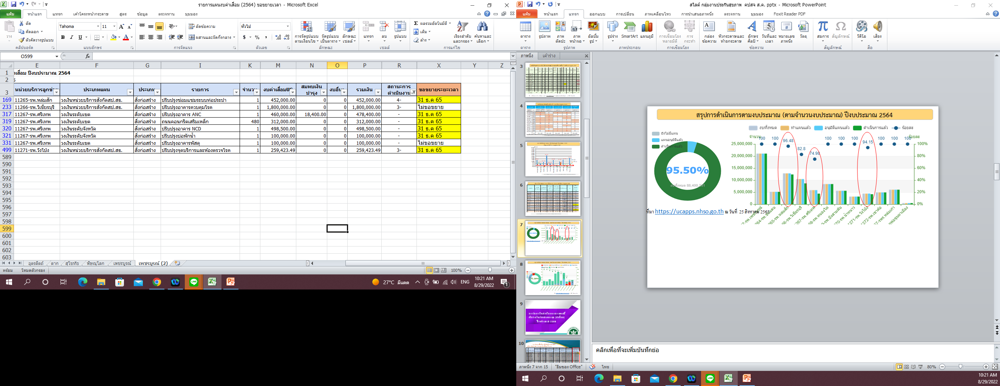 รายการแผนงบค่าเสื่อม (2564) ขอขยายเวลา - Microsoft Excel
แฟ้ม หน้าแรก แทรก เค้าโครงหน้ากระดาษ สูตร ข้อมูล ตรวจทาน มุมมอง
วาง ตัด คัดลอก ตัวคัดวางรูปแบบ คลิปบอร์ด
Tahoma 11 แบบอักษร
ตัดข้อความ ผสานและจัดกึ่งกลาง การจัดแนว
ทั่วไป ตัวเลข
การจัดรูปแบบตามเงื่อนไข จัดรูปแบบเป็นตาราง ลักษณะเซลล์ ลักษณะ
แทรก ลบ รูปแบบ เซลล์
ผลรวมอัตโนมัติ เติม ล้าง เรียงลำดับและกรอง ค้นหาและเลือก การแก้ไข
O599 fx
E F G I K M N O P R X Y Z
1 าเสื่อม ปีงบประมาณ 2564
2
3 หน่วยบริการลูกข่าย ประเภทแผน ประเภท รายการ จำนวน งบค่าเสื่อมUC สมทบเงินบำรุง งบอื่นๆ รวมเงิน สถานะการดำเนินงาน ขอขยายระยะเวลา
169 11265-รพ.หล่มสัก วงเงินหน่วยบริการสังกัดสป.สธ. สิ่งก่อสร้าง ปรับปรุงซ่อมแซมระบบท่อประปา 1 452,000.00 0 0 452,000.00 4- 31 ธ.ค 65
233 11266-รพ.วิเชียรบุรี วงเงินหน่วยบริการสังกัดสป.สธ. สิ่งก่อสร้าง ปรับปรุงอาคารควบคุมโรค 1 1,800,000.00 0 0 1,800,000.00 3- ไม่ขอขยาย
317 11267-รพ.ศรีเทพ วงเงินระดับเขต สิ่งก่อสร้าง ปรับปรุงอาคาร ANC 1 460,000.00 18,400.00 0 478,400.00 - 31 ธ.ค 65
319 11267-รพ.ศรีเทพ วงเงินระดับเขต สิ่งก่อสร้าง ถนนคอนกรีตเสริมเหล็ก 480 312,000.00 0 0 312,000.00 - 31 ธ.ค 65
320 11267-รพ.ศรีเทพ วงเงินระดับจังหวัด สิ่งก่อสร้าง ปรับปรุงอาคาร NCD 1 498,500.00 0 0 498,500.00 - 31 ธ.ค 65
321 11267-รพ.ศรีเทพ วงเงินระดับจังหวัด สิ่งก่อสร้าง ปรับปรุงบ่อพักน้ำ 1 100,000.00 0 0 100,000.00 - 31 ธ.ค 65
331 11267-รพ.ศรีเทพ วงเงินระดับเขต สิ่งก่อสร้าง ปรับปรุงอาคารพัสดุ 1 100,000.00 0 0 100,000.00 - ไม่ขอขยาย
499 11271-รพ.วังโป่ง วงเงินหน่วยบริการสังกัดสป.สธ. สิ่งก่อสร้าง ปรับปรุงจุดบริการและห้องตรวจโรค 1 259,423.49 0 0 259,423.49 3- 31 ธ.ค 65
589
590
591
592
593
594
595
596
597
598
599
600
601
602
603
อุตรดิตถ์ ตาก สุโขทัย พิษณุโลก เพชรบูรณ์ เพชรบูรณ์ (2)
พร้อม โหมดตัวกรอง 100%
27°C มีแดด ENG 10:21 AM
8/29/2022
สไลด์ กลุ่มงานประกันสุขภาพ คปสจ ส.ค. pptx - Microsoft PowerPoint
แฟ้ม หน้าแรก แทรก ออกแบบ การเปลี่ยน ภาพเคลื่อนไหว การนำเสนอภาพนิ่ง ตรวจทาน มุมมอง Foxit Reader PDF
ตาราง รูปภาพ ภาพตัดปะ ภาพหน้าจอ อัลบั้มรูป รูปร่าง SmartArt แผนภูมิ การเชื่อมโยงหลายมิติ การกระทำ กล่องข้อความ หัวกระดาษและท้ายกระดาษ อักษรศิลป์ วันที่และเวลา หมายเลขภาพนิ่ง วัตถุ สมการ สัญลักษณ์ วิดีโอ เสียง
ตาราง รูปภาพ ภาพประกอบ การเชื่อมโยง ข้อความ สัญลักษณ์ สื่อ
ภาพนิ่ง เค้าร่าง
3
4
5
6
7
8
9
10
สรุปการดำเนินการตามงบประมาณ (ตามจำนวนงบประมาณ) ปีงบประมาณ 2564
ยังไม่มีแผน
แผนอนุมัติแล้ว
ดำเนินการแล้ว
95.50%
งบทั้งหมด 88,400,231
งบทั้งหมด ทำแผนแล้ว อนุมัติแผนแล้ว ดำเนินการแล้ว ร้อยละ
จำนวน ร้อยละ
100 100 96.48 82.8 74.98 100 100 100 94.15 100 100 100
25,000,000 100%
20,000,000 80%
15,000,000 60%
10,000,000 40%
5,000,000 20%
0 0%
ที่มา https://ucapps.nhso.go.th ณ วันที่ 25 สิงหาคม 2565
คลิกเพื่อที่จะเพิ่มบันทึกย่อ
ภาพนิ่ง 7 จาก 15 "ธีมของ Office" ไทย 80%
10:21 AM
8/29/2022